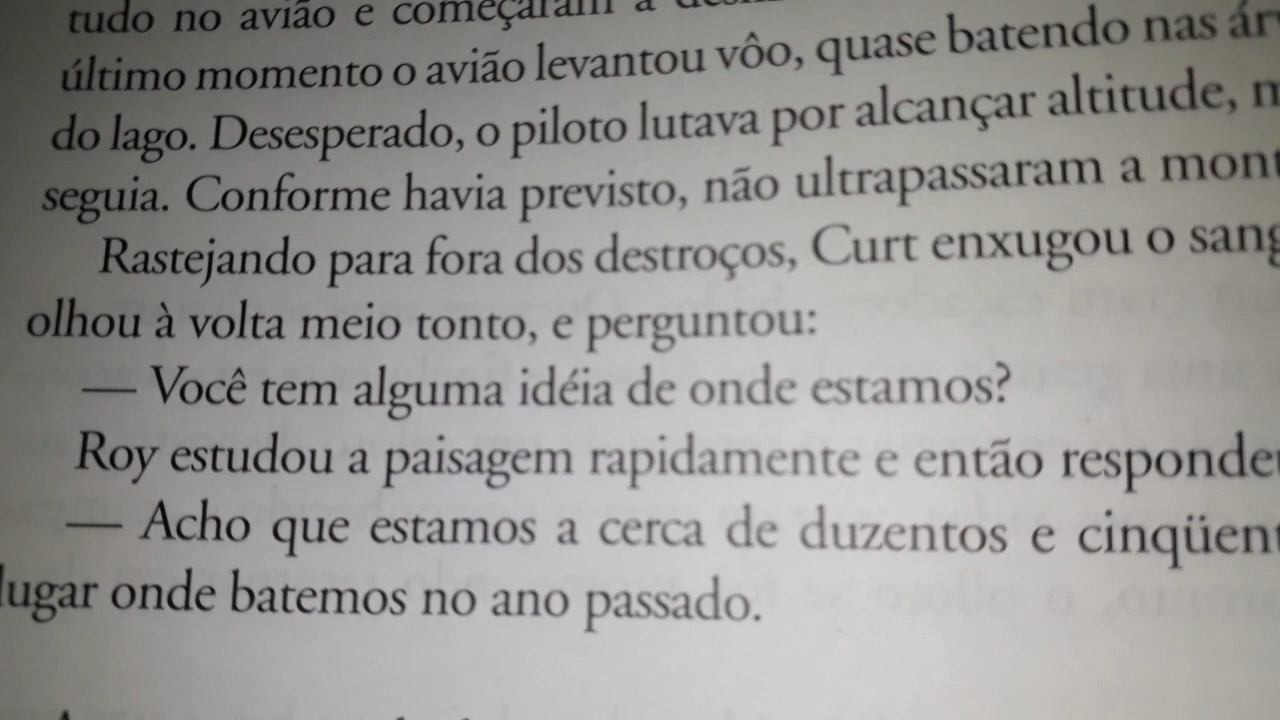 tudo no avião e começaram a
último momento o avião levantou vôo, quase batendo nas
do lago. Desesperado, o piloto lutava por alcançar altitude,
seguia. Conforme havia previsto, não ultrapassaram a
Rastejando para fora dos destroços, Curt enxugou o
olhou à volta meio tonto, e perguntou:
— Você tem alguma idéia de onde estamos?
Roy estudou a paisagem rapidamente e então
— Acho que estamos a cerca de duzentos e
lugar onde batemos no ano passado.